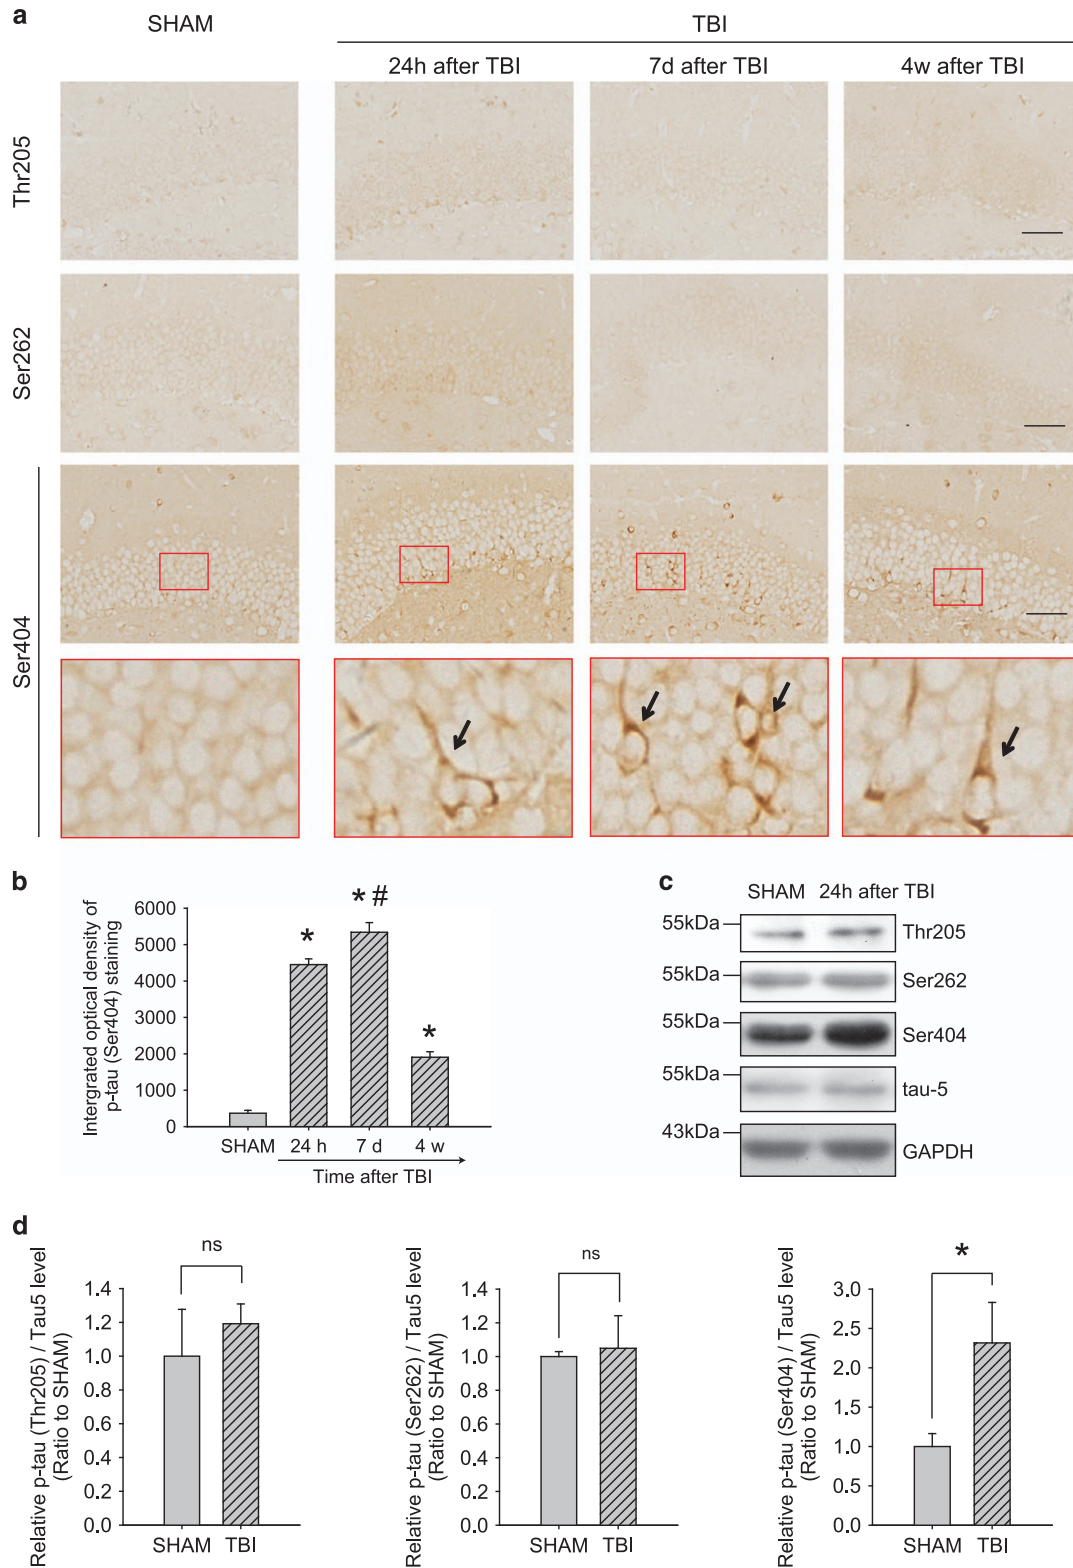 a
SHAM
TBI
24h after TBI
7d after TBI
4w after TBI
Thr205
Ser262
Ser404
b
Intergrated optical density of
p-tau (Ser404) staining
6000
5000
4000
3000
2000
1000
0
*
* #
*
SHAM
24 h
7 d
4 w
Time after TBI
c
SHAM
24h after TBI
55kDa
Thr205
55kDa
Ser262
55kDa
Ser404
55kDa
tau-5
43kDa
GAPDH
d
Relative p-tau (Thr205) / Tau5 level
(Ratio to SHAM)
1.4
1.2
1.0
0.8
0.6
0.4
0.2
0.0
ns
SHAM
TBI
Relative p-tau (Ser262) / Tau5 level
(Ratio to SHAM)
1.4
1.2
1.0
0.8
0.6
0.4
0.2
0.0
ns
SHAM
TBI
Relative p-tau (Ser404) / Tau5 level
(Ratio to SHAM)
3.0
2.5
2.0
1.5
1.0
0.5
0.0
*
SHAM
TBI